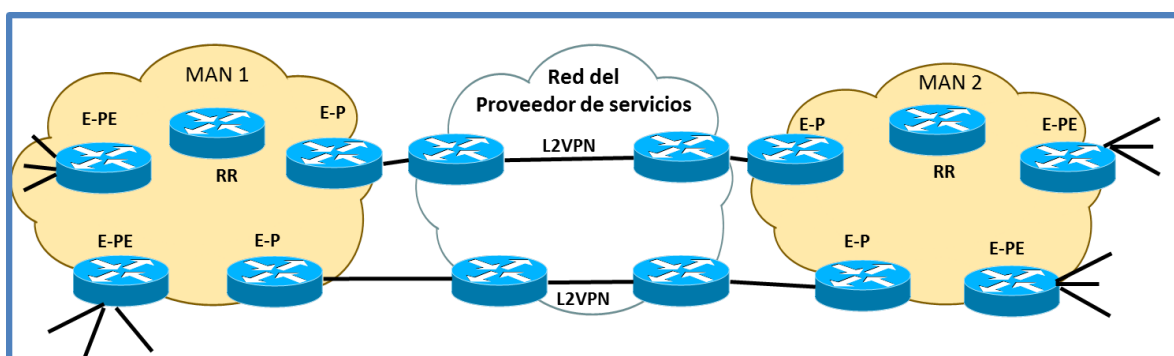 MAN 1
E-PE
E-P
RR
Red del
Proveedor de servicios
L2VPN
MAN 2
E-P
E-PE
RR
E-PE
E-P
L2VPN
E-P
E-PE